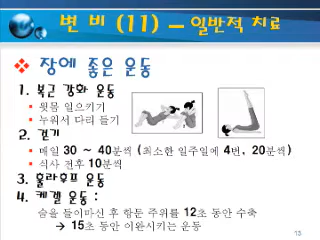 변 비 (11) – 일반적 치료
장에 좋은 운동
1. 복근 강화 운동
윗몸 일으키기
누워서 다리 들기
2. 걷기
매일 30 ~ 40분씩 (최소한 일주일에 4번, 20분씩)
식사 전후 10분씩
3. 훌라후프 운동
4. 케겔 운동 :
숨을 들이마신 후 항문 주위를 12초 동안 수축
→ 15초 동안 이완시키는 운동
13